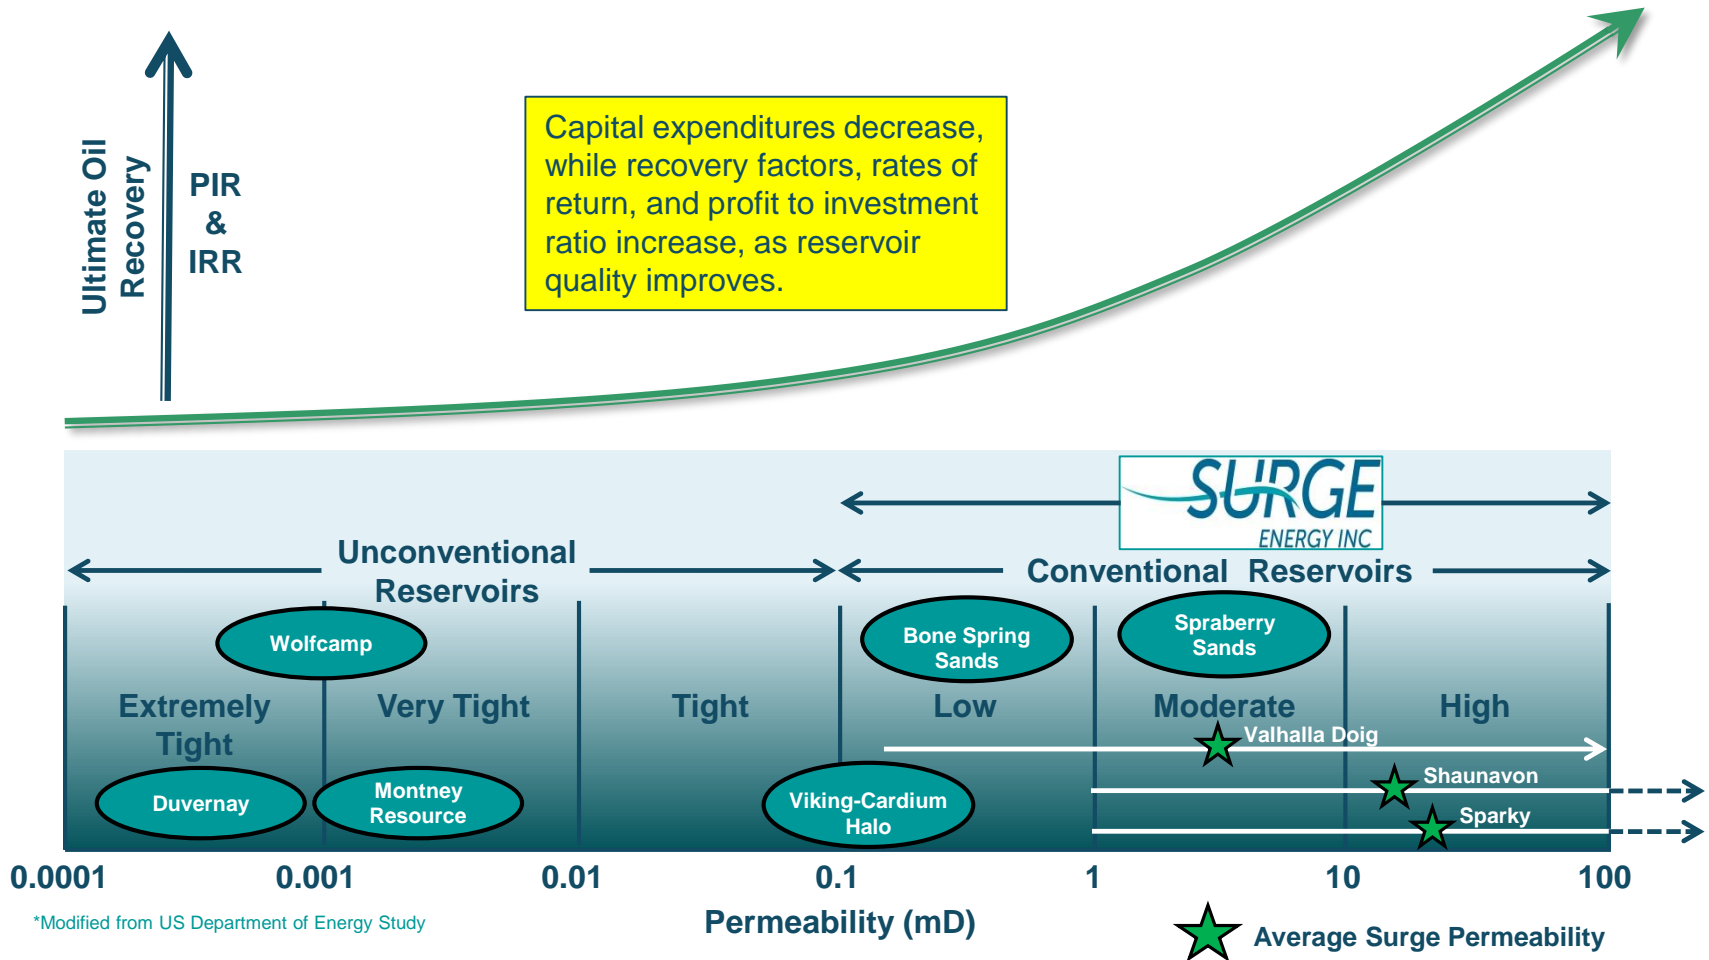 Ultimate Oil
Recovery
PIR
&
IRR
Capital expenditures decrease,
while recovery factors, rates of
return, and profit to investment
ratio increase, as reservoir
quality improves.
SURGE
ENERGY INC
Unconventional
Reservoirs
Conventional Reservoirs
Wolfcamp
Bone Spring
Sands
Spraberry
Sands
Extremely
Tight
Very Tight
Tight
Low
Moderate
High
Valhalla Doig
Duvernay
Montney
Resource
Viking-Cardium
Halo
Shaunavon
Sparky
0.0001 0.001 0.01 0.1 1 10 100
*Modified from US Department of Energy Study
Permeability (mD)
Average Surge Permeability